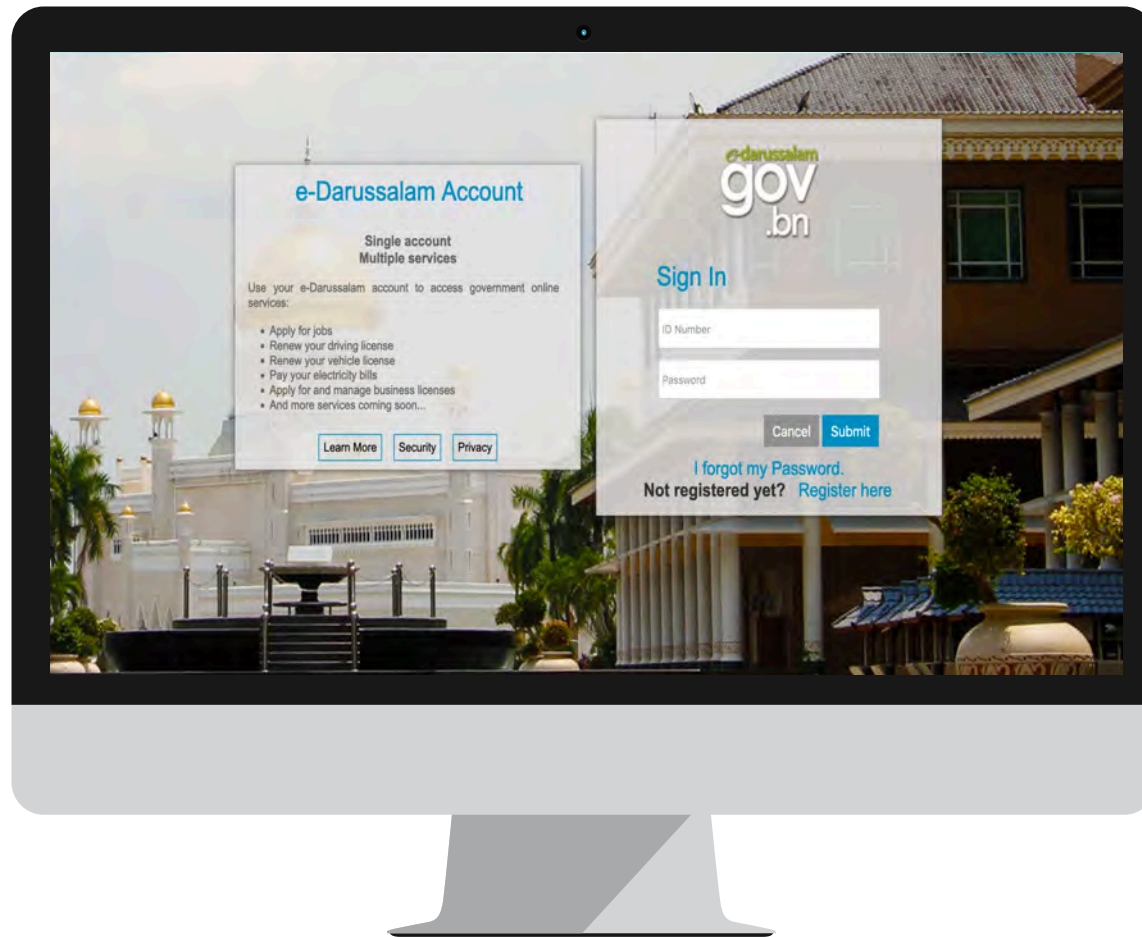 e-Darussalam Account
Single account
Multiple services
Use your e-Darussalam account to access government online
services:
• Apply for jobs
• Renew your driving license
• Renew your vehicle license
• Pay your electricity bills
• Apply for and manage business licenses
• And more services coming soon...
Learn More Security Privacy
e-darussalam
gov
.bn
Sign In
ID Number
Password
Cancel Submit
I forgot my Password.
Not registered yet? Register here